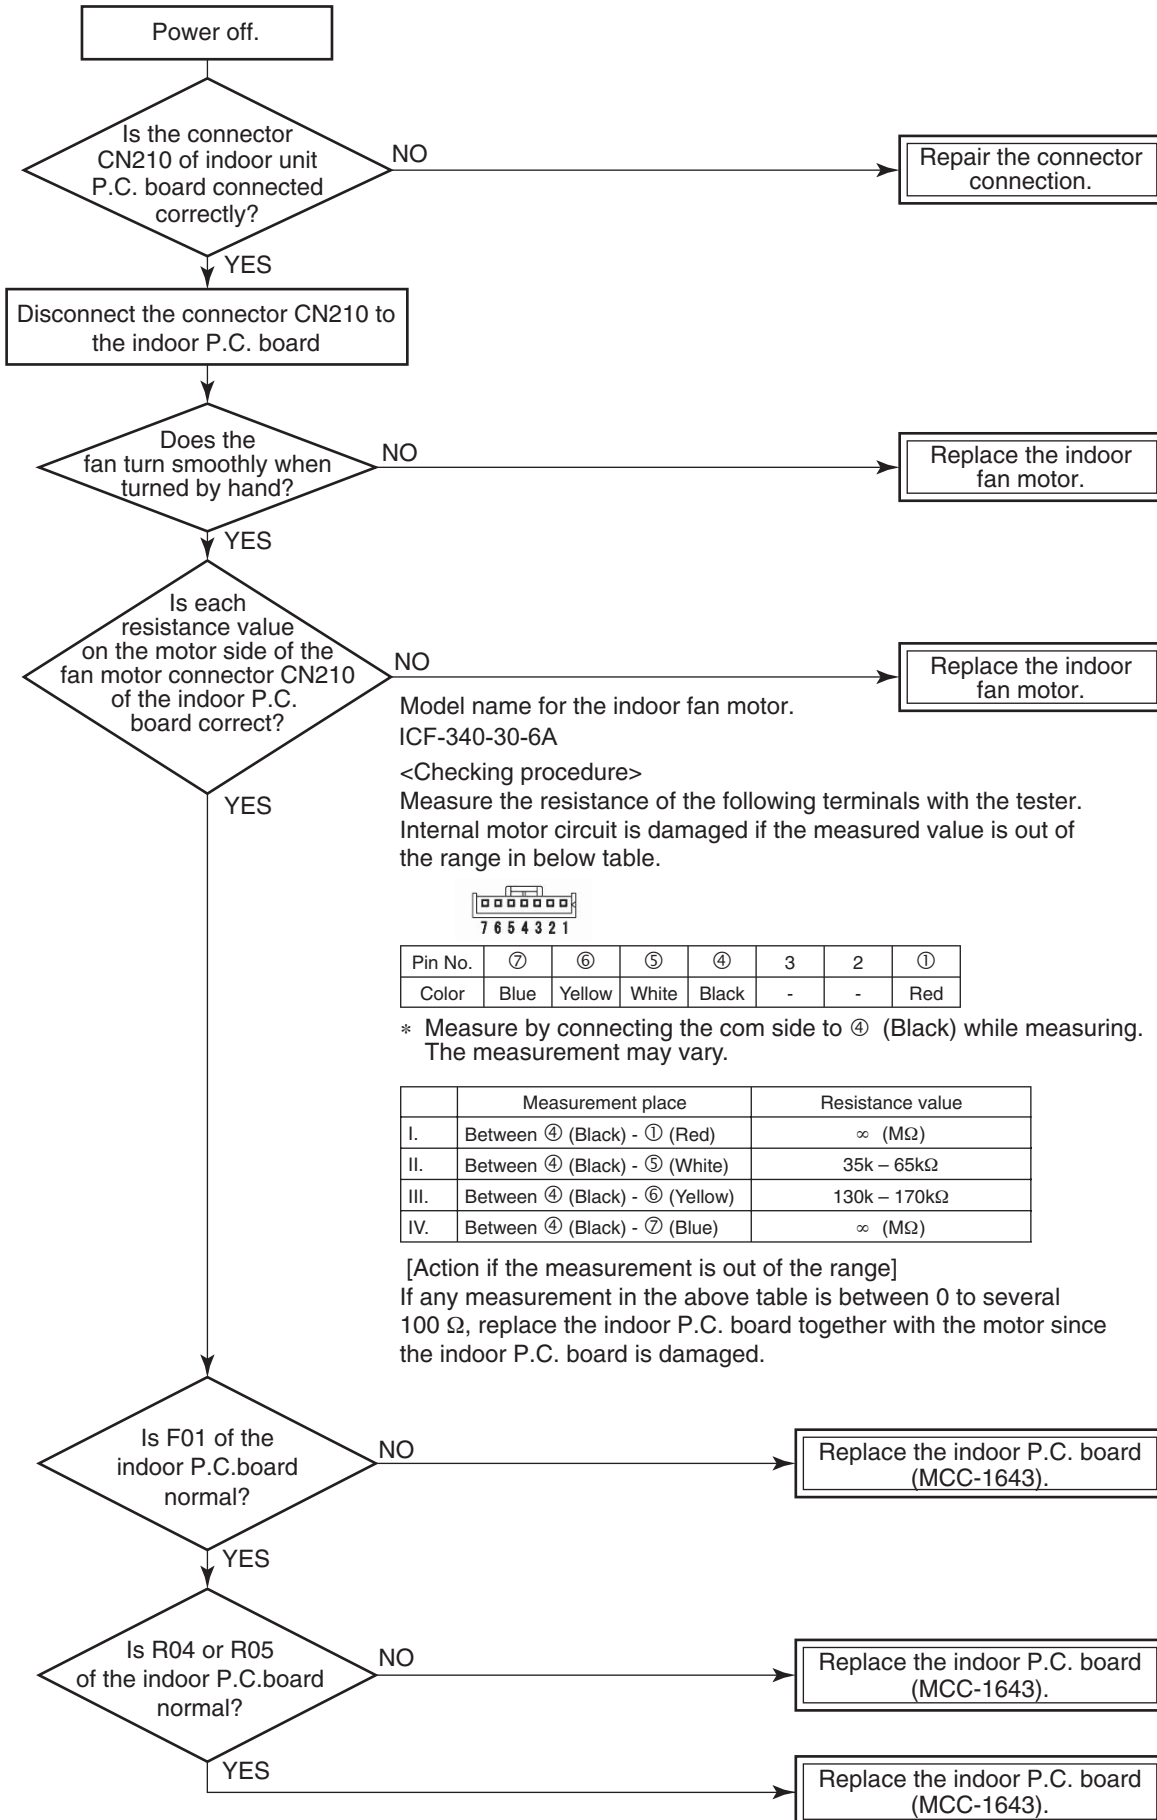 Power off.
Is the connector
CN210 of indoor unit
P.C. board connected
correctly?
NO
Repair the connector
connection.
YES
Disconnect the connector CN210 to
the indoor P.C. board
Does the
fan turn smoothly when
turned by hand?
NO
Replace the indoor
fan motor.
YES
Is each
resistance value
on the motor side of the
fan motor connector CN210
of the indoor P.C.
board correct?
NO
Replace the indoor
fan motor.
YES
Model name for the indoor fan motor.
ICF-340-30-6A
<Checking procedure>
Measure the resistance of the following terminals with the tester.
Internal motor circuit is damaged if the measured value is out of
the range in below table.
7 6 5 4 3 2 1
Pin No. ⑦ ⑥ ⑤ ④ 3 2 ①
Color Blue Yellow White Black - - Red
* Measure by connecting the com side to ④ (Black) while measuring.
The measurement may vary.
Measurement place Resistance value
I. Between ④ (Black) - ① (Red) ∞ (MΩ)
II. Between ④ (Black) - ⑤ (White) 35k – 65kΩ
III. Between ④ (Black) - ⑥ (Yellow) 130k – 170kΩ
IV. Between ④ (Black) - ⑦ (Blue) ∞ (MΩ)
[Action if the measurement is out of the range]
If any measurement in the above table is between 0 to several
100 Ω, replace the indoor P.C. board together with the motor since
the indoor P.C. board is damaged.
Is F01 of the
indoor P.C.board
normal?
NO
Replace the indoor P.C. board
(MCC-1643).
YES
Is R04 or R05
of the indoor P.C.board
normal?
NO
Replace the indoor P.C. board
(MCC-1643).
YES
Replace the indoor P.C. board
(MCC-1643).